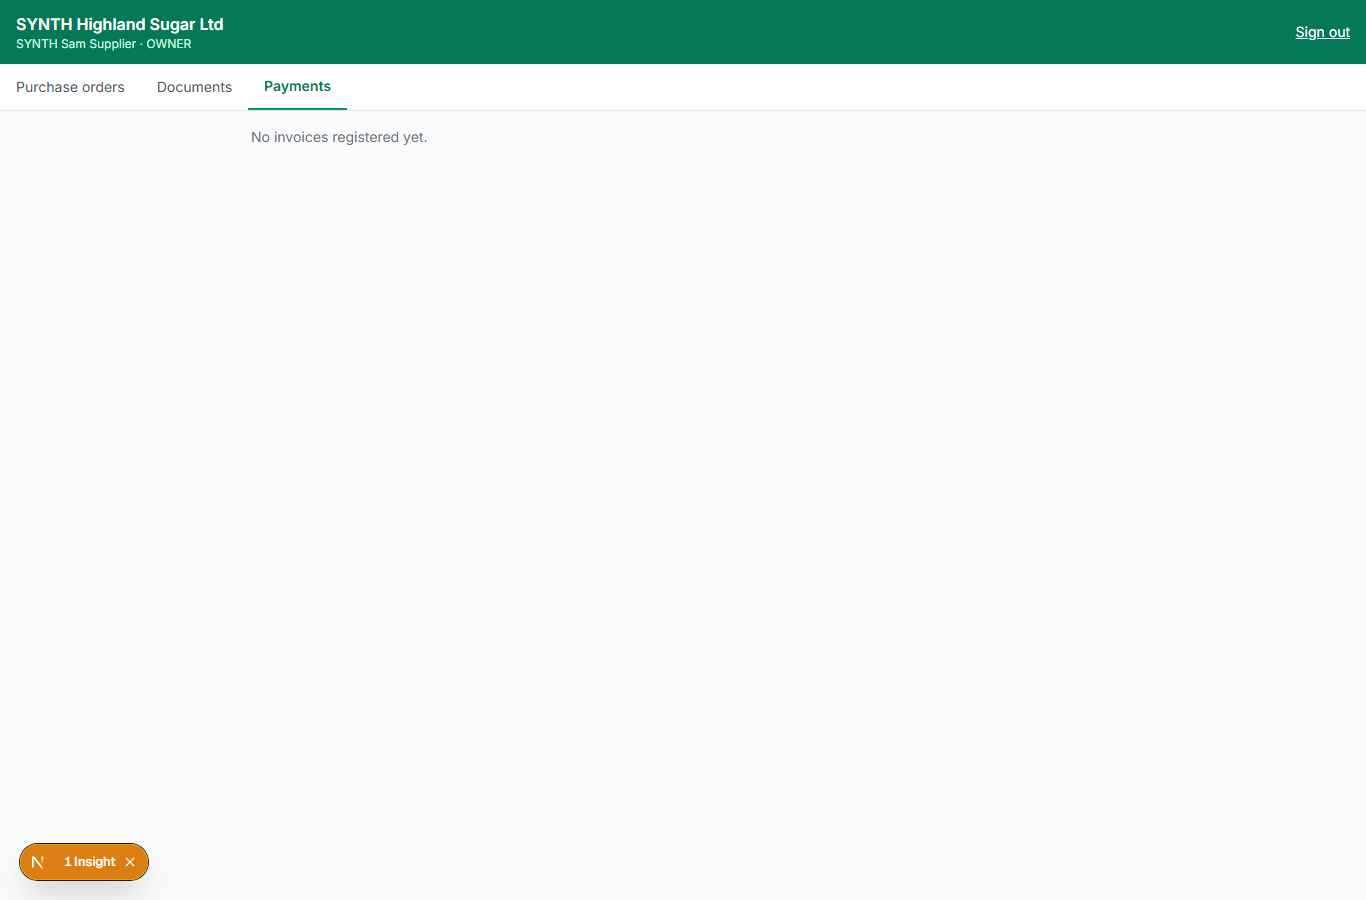 SYNTH Highland Sugar Ltd
SYNTH Sam Supplier · OWNER
Sign out
Purchase orders
Documents
Payments
No invoices registered yet.
N
1 Insight